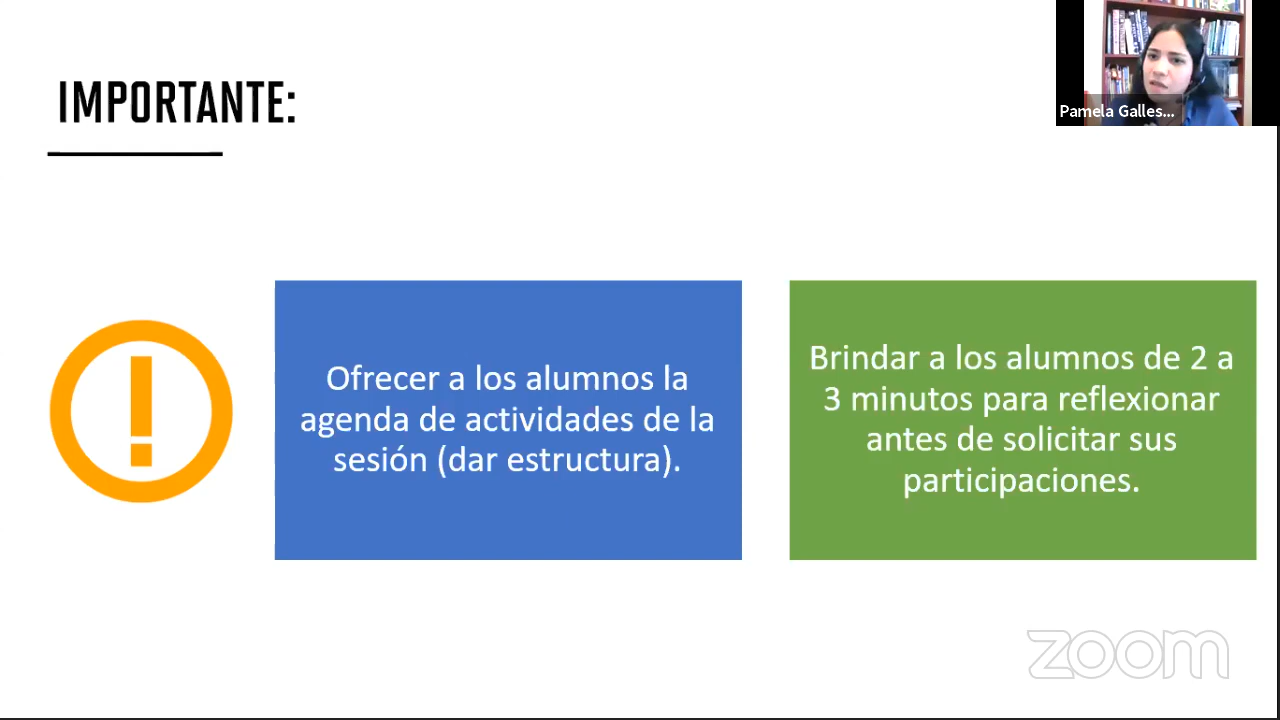 IMPORTANTE:
Pamela Galles...
Ofrecer a los alumnos la
agenda de actividades de la
sesión (dar estructura).
Brindar a los alumnos de 2 a
3 minutos para reflexionar
antes de solicitar sus
participaciones.
zoom